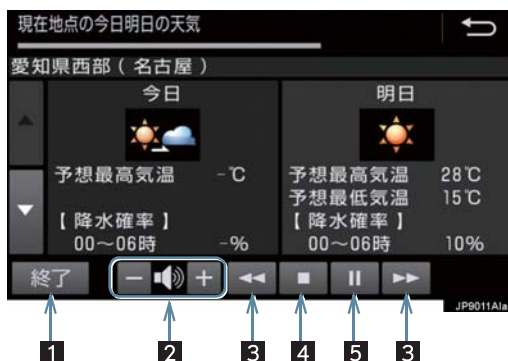 現在地点の今日明日の天気
愛知県西部（名古屋）
今日
予想最高気温 -℃
【降水確率】
00～06時 -%
明日
予想最高気温 28℃
予想最低気温 15℃
【降水確率】
00～06時 10%
終了 － ＋
JP9011AIa
1 2 3 4 5 3